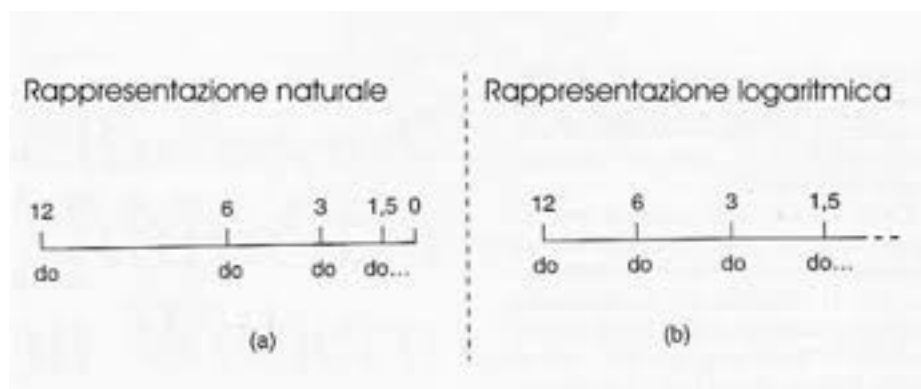 Rappresentazione naturale
12 6 3 1,5 0
do do do do...
(a)
Rappresentazione logaritmica
12 6 3 1,5
do do do do...
(b)